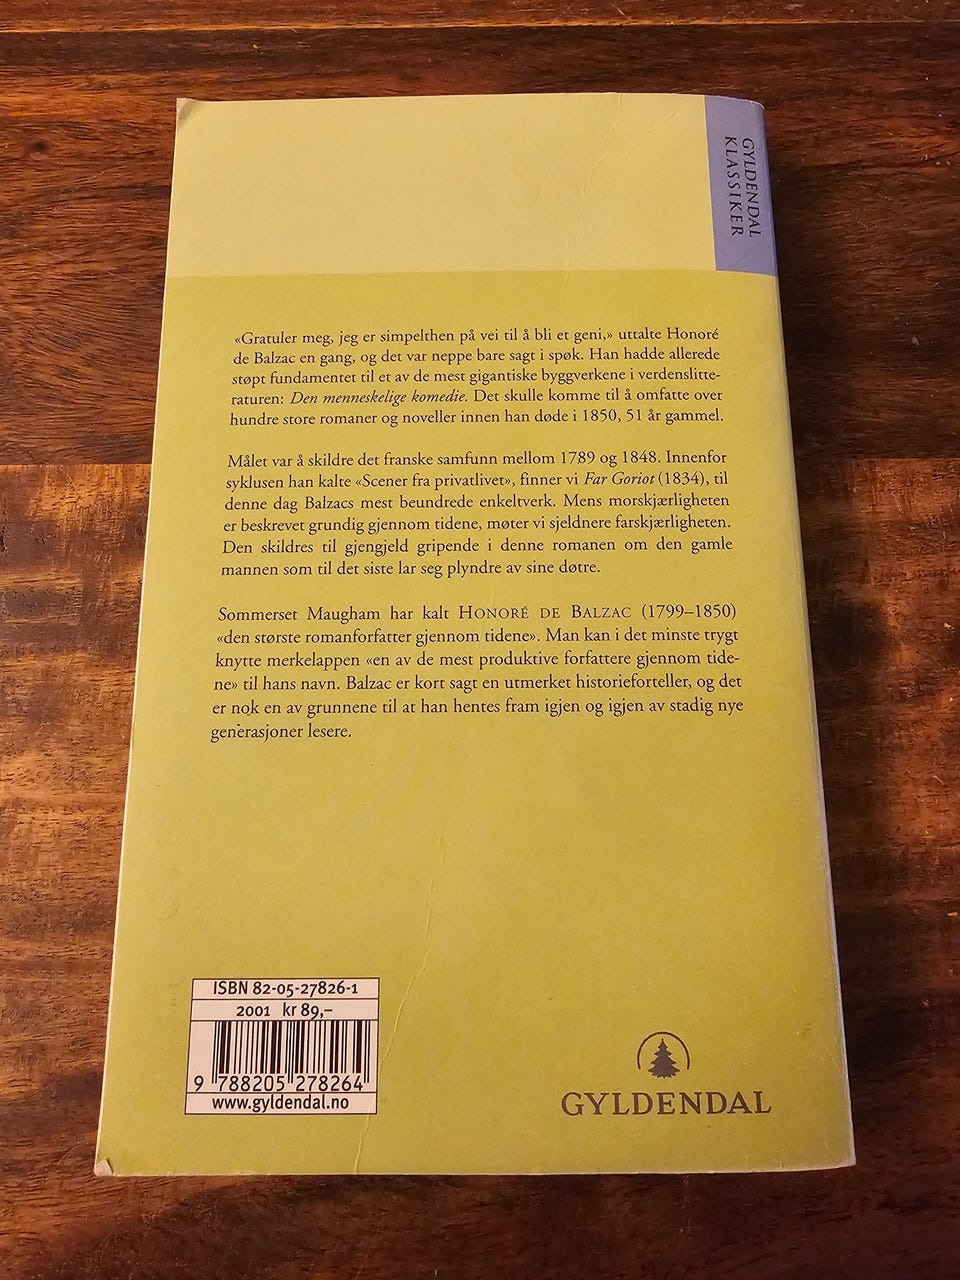 GYLDENDAL
KLASSIKER
«Gratuler meg, jeg er simpelthen på vei til å bli et geni,» uttalte Honoré
de Balzac en gang, og det var neppe bare sagt i spøk. Han hadde allerede
støpt fundamentet til et av de mest gigantiske byggverkene i verdenslitte-
raturen: Den menneskelige komedie. Det skulle komme til å omfatte over
hundre store romaner og noveller innen han døde i 1850, 51 år gammel.
Målet var å skildre det franske samfunn mellom 1789 og 1848. Innenfor
syklusen han kalte «Scener fra privatlivet», finner vi Far Goriot (1834), til
denne dag Balzacs mest beundrede enkeltverk. Mens morskjærligheten
er beskrevet grundig gjennom tidene, møter vi sjeldnere farskjærligheten.
Den skildres til gjengjeld gripende i denne romanen om den gamle
mannen som til det siste lar seg plyndre av sine døtre.
Sommerset Maugham har kalt HONORÉ DE BALZAC (1799–1850)
«den største romanforfatter gjennom tidene». Man kan i det minste trygt
knytte merkelappen «en av de mest produktive forfattere gjennom tide-
ne» til hans navn. Balzac er kort sagt en utmerket historieforteller, og det
er nok en av grunnene til at han hentes fram igjen og igjen av stadig nye
generasjoner lesere.
ISBN 82-05-27826-1
2001 kr 89,–
9 788205 278264
www.gyldendal.no
GYLDENDAL